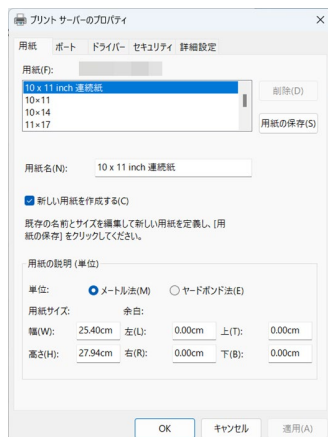 プリント サーバーのプロパティ
用紙 ポート ドライバー セキュリティ 詳細設定
用紙(F):
10 x 11 inch 連続紙
10×11
10×14
11×17
削除(D)
用紙の保存(S)
用紙名(N): 10 x 11 inch 連続紙
新しい用紙を作成する(C)
既存の名前とサイズを編集して新しい用紙を定義し、[用
紙の保存] をクリックしてください。
用紙の説明 (単位)
単位: メートル法(M) ヤードポンド法(E)
用紙サイズ: 余白:
幅(W): 25.40cm 左(L): 0.00cm 上(T): 0.00cm
高さ(H): 27.94cm 右(R): 0.00cm 下(B): 0.00cm
OK キャンセル 適用(A)